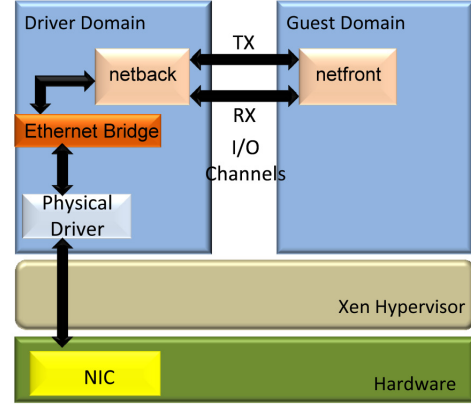 Driver Domain
Guest Domain
TX
netback
netfront
RX
Ethernet Bridge
I/O
Channels
Physical
Driver
Xen Hypervisor
NIC
Hardware